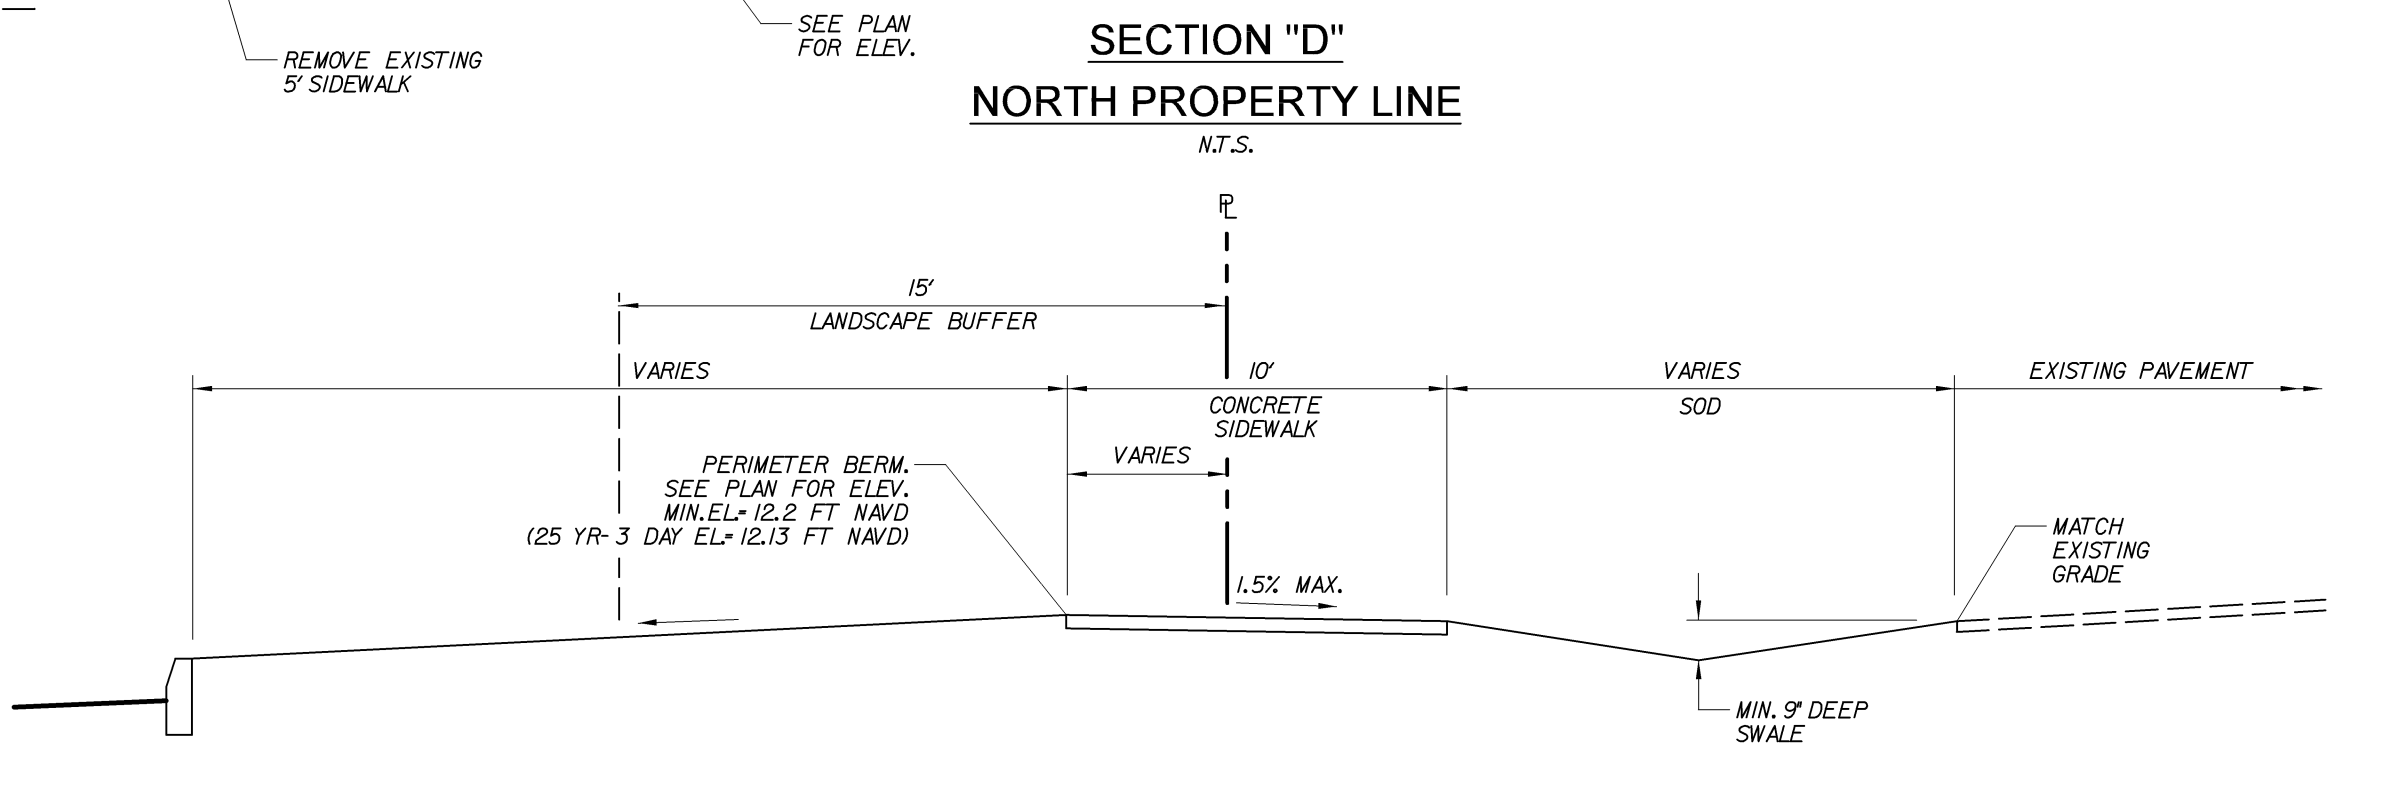 REMOVE EXISTING
5' SIDEWALK
SEE PLAN
FOR ELEV.
SECTION "D"
NORTH PROPERTY LINE
N.T.S.
PL
15'
LANDSCAPE BUFFER
VARIES
10'
CONCRETE
SIDEWALK
VARIES
SOD
EXISTING PAVEMENT
VARIES
PERIMETER BERM.
SEE PLAN FOR ELEV.
MIN. EL.= 12.2 FT NAVD
(25 YR- 3 DAY EL.= 12.13 FT NAVD)
1.5% MAX.
MATCH
EXISTING
GRADE
MIN. 9" DEEP
SWALE